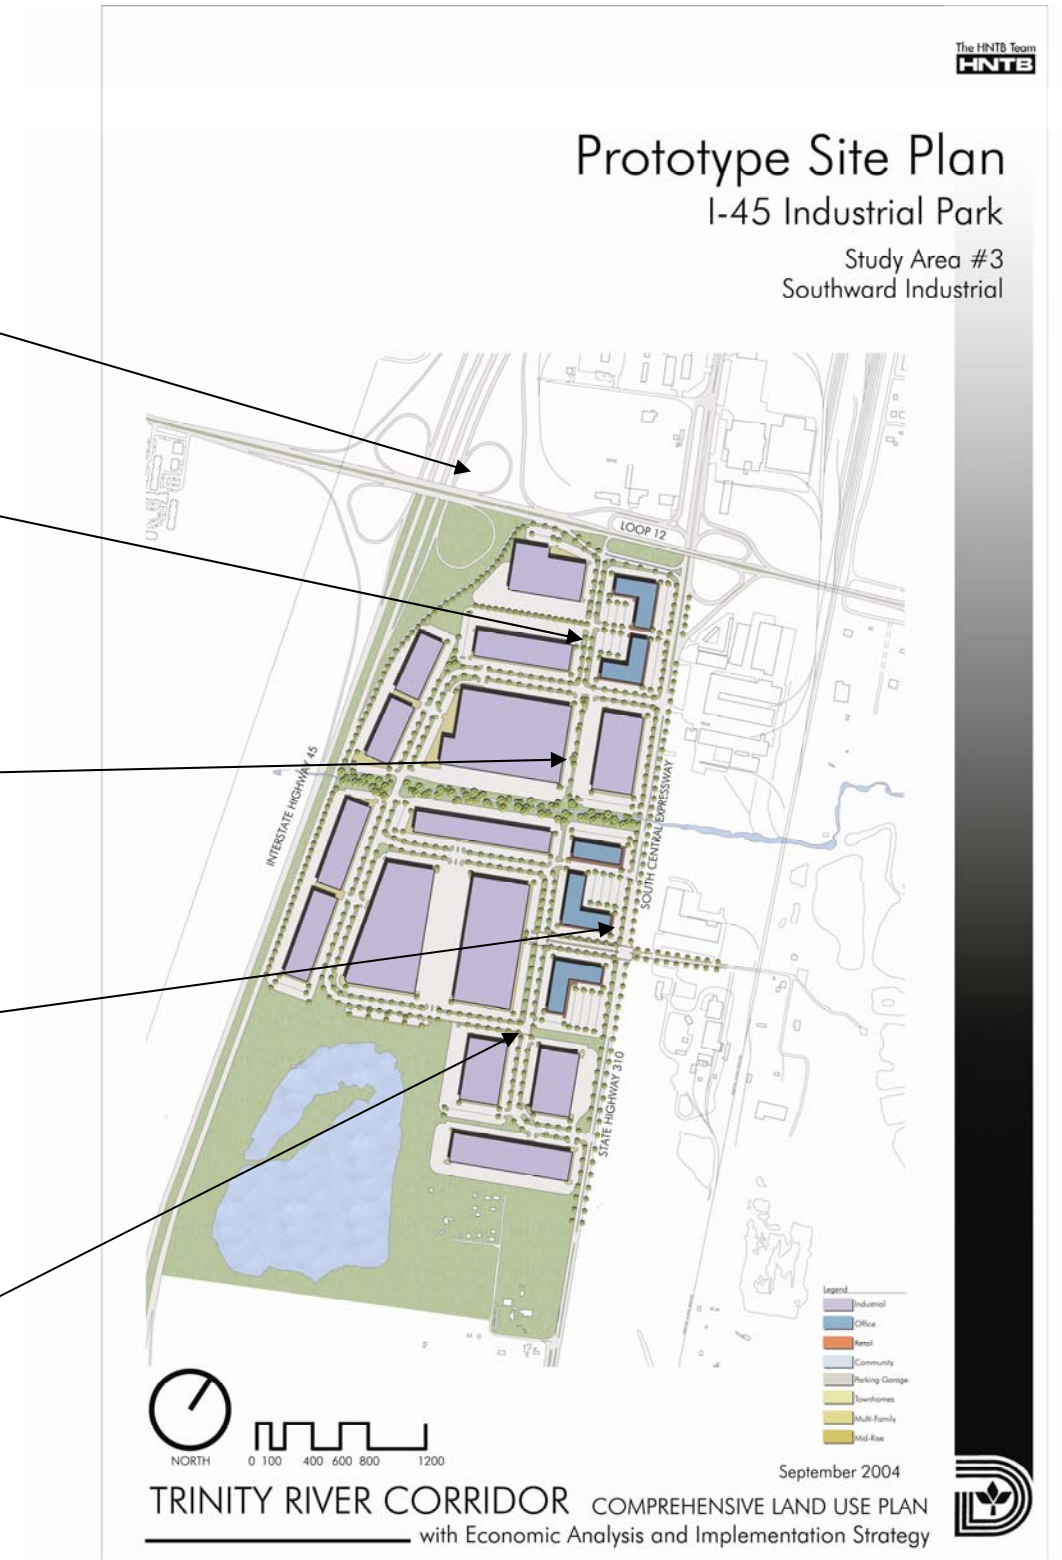 The HNTB Team
HNTB
Prototype Site Plan
I-45 Industrial Park
Study Area #3
Southward Industrial
LOOP 12
INTERSTATE HIGHWAY 45
SOUTH CENTRAL EXPRESSWAY
STATE HIGHWAY 310
Legend
Industrial
Office
Retail
Community
Parking Garage
Townhomes
Multi-Family
Mid-Rise
NORTH
0 100 400 600 800 1200
September 2004
TRINITY RIVER CORRIDOR COMPREHENSIVE LAND USE PLAN
with Economic Analysis and Implementation Strategy